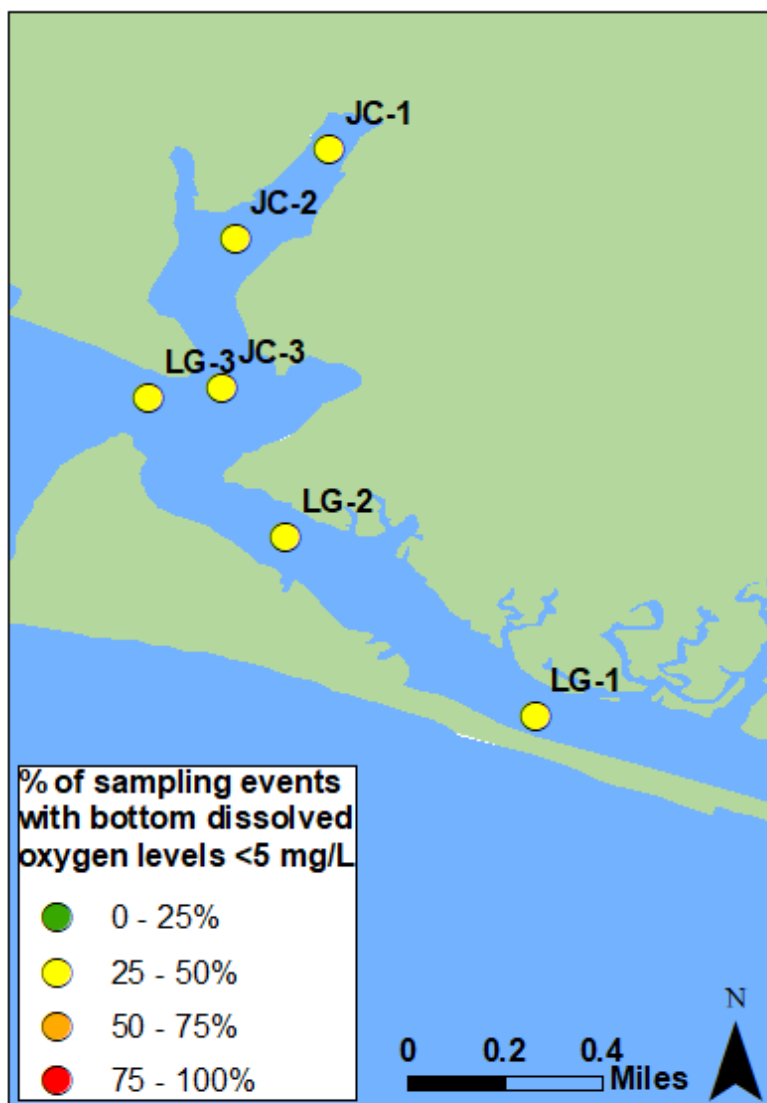 JC-1
JC-2
LG-3
JC-3
LG-2
LG-1
% of sampling events
with bottom dissolved
oxygen levels <5 mg/L
0 - 25%
25 - 50%
50 - 75%
75 - 100%
0 0.2 0.4
Miles
N